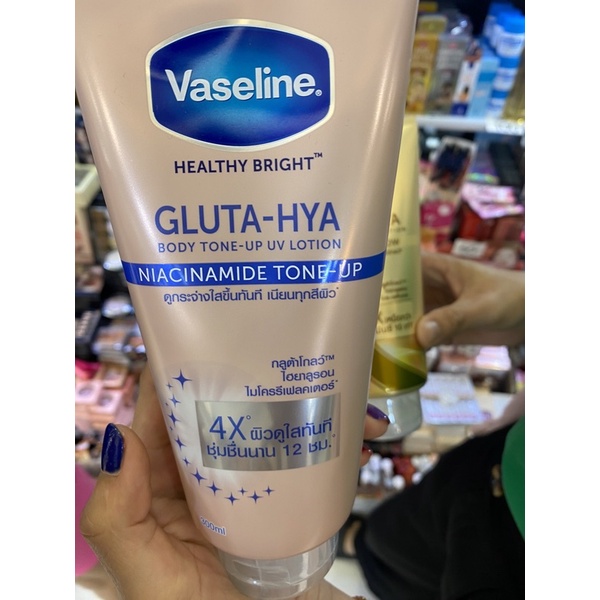 Vaseline®
HEALTHY BRIGHT™
GLUTA-HYA
BODY TONE-UP UV LOTION
NIACINAMIDE TONE-UP
ดูกระจ่างใสขึ้นทันที เนียนทุกสีผิว*
กลูต้าโกลว์™
ไฮยาลูรอน
ไมโครรีเฟลคเตอร์*
4X° ผิวดูใสทันที
ชุ่มชื่นนาน 12 ชม.*
300ml